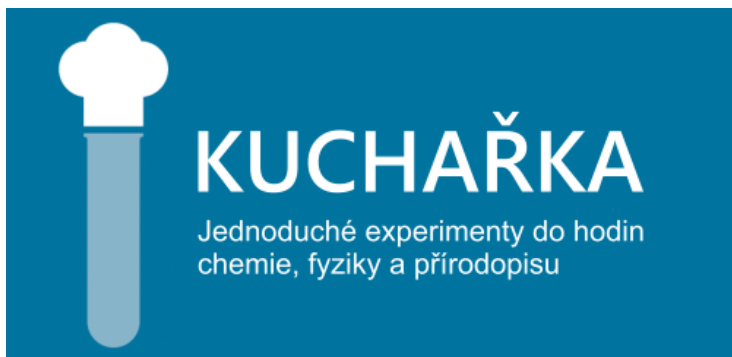 KUCHAŘKA
Jednoduché experimenty do hodin
chemie, fyziky a přírodopisu